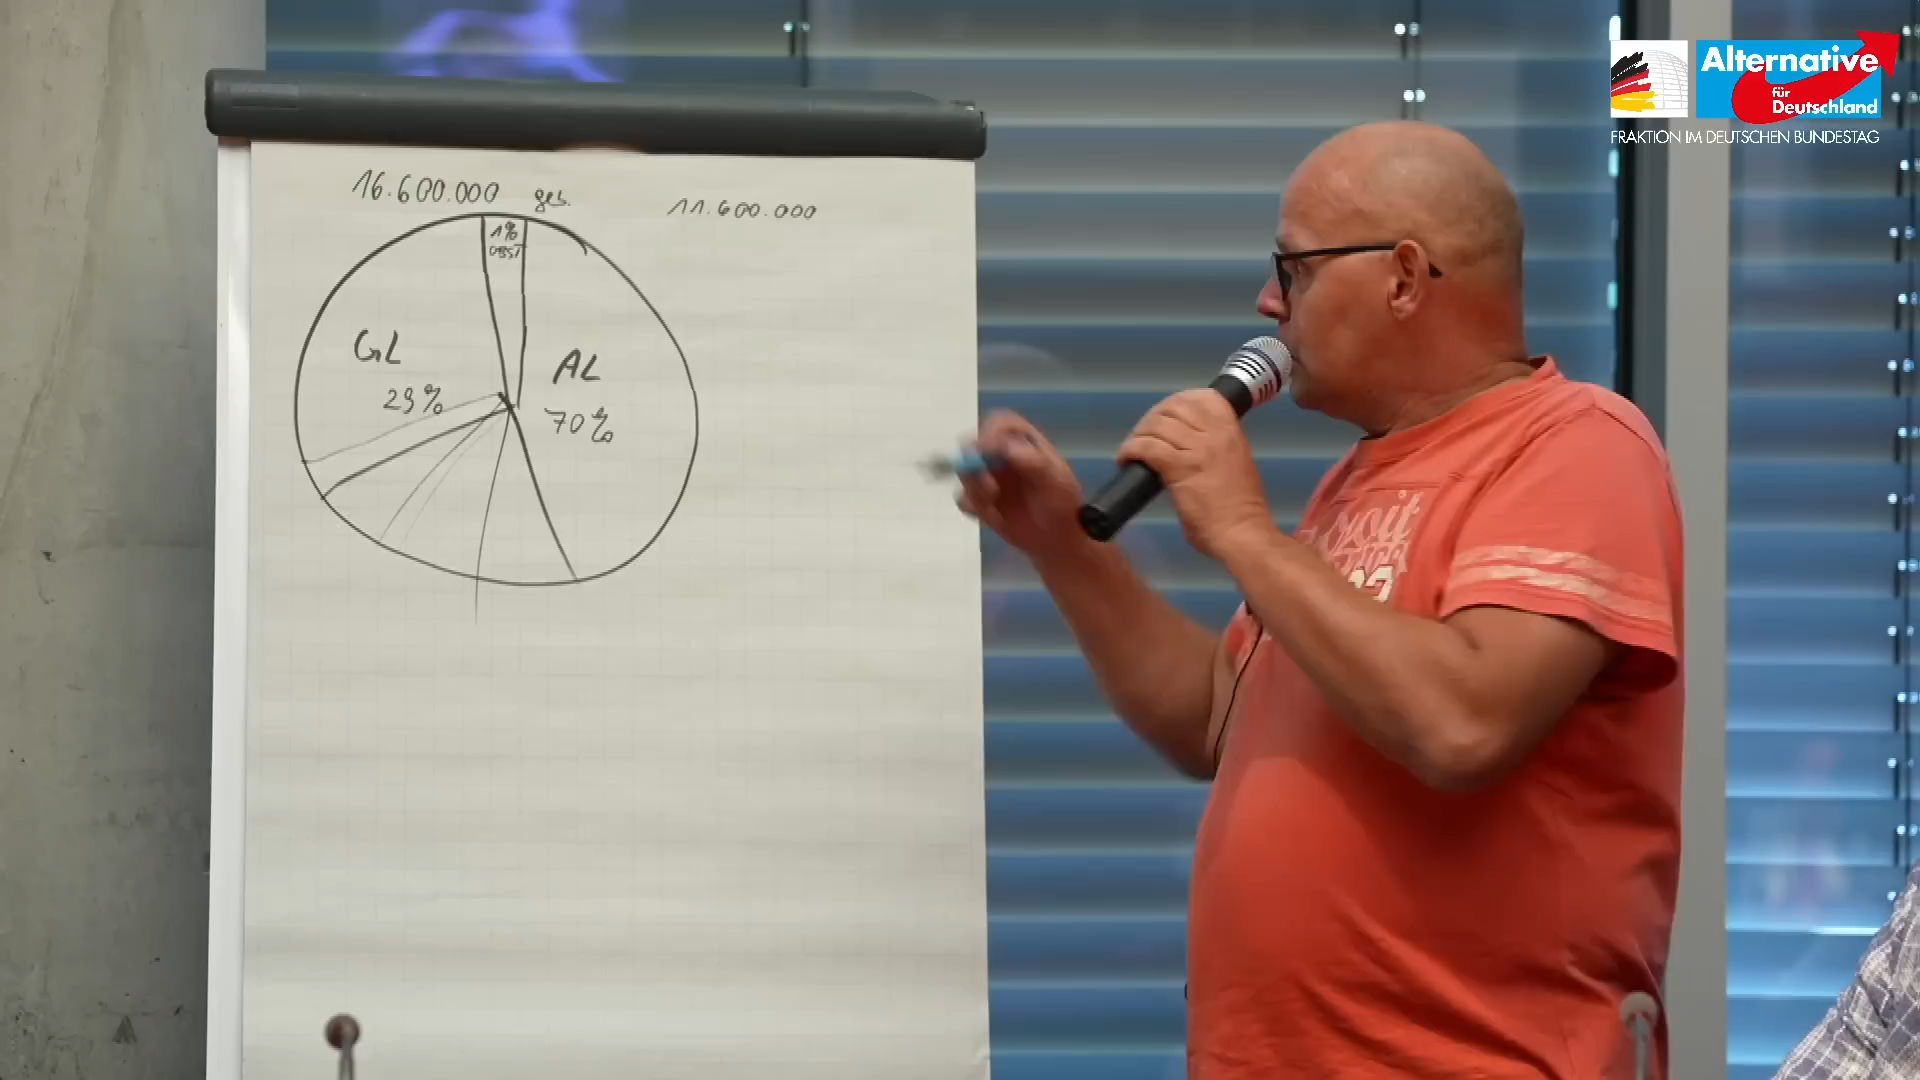 16.600.000 geb.
11.600.000
1%
OBST
GL
29%
AL
70%
Alternative
für
Deutschland
FRAKTION IM DEUTSCHEN BUNDESTAG